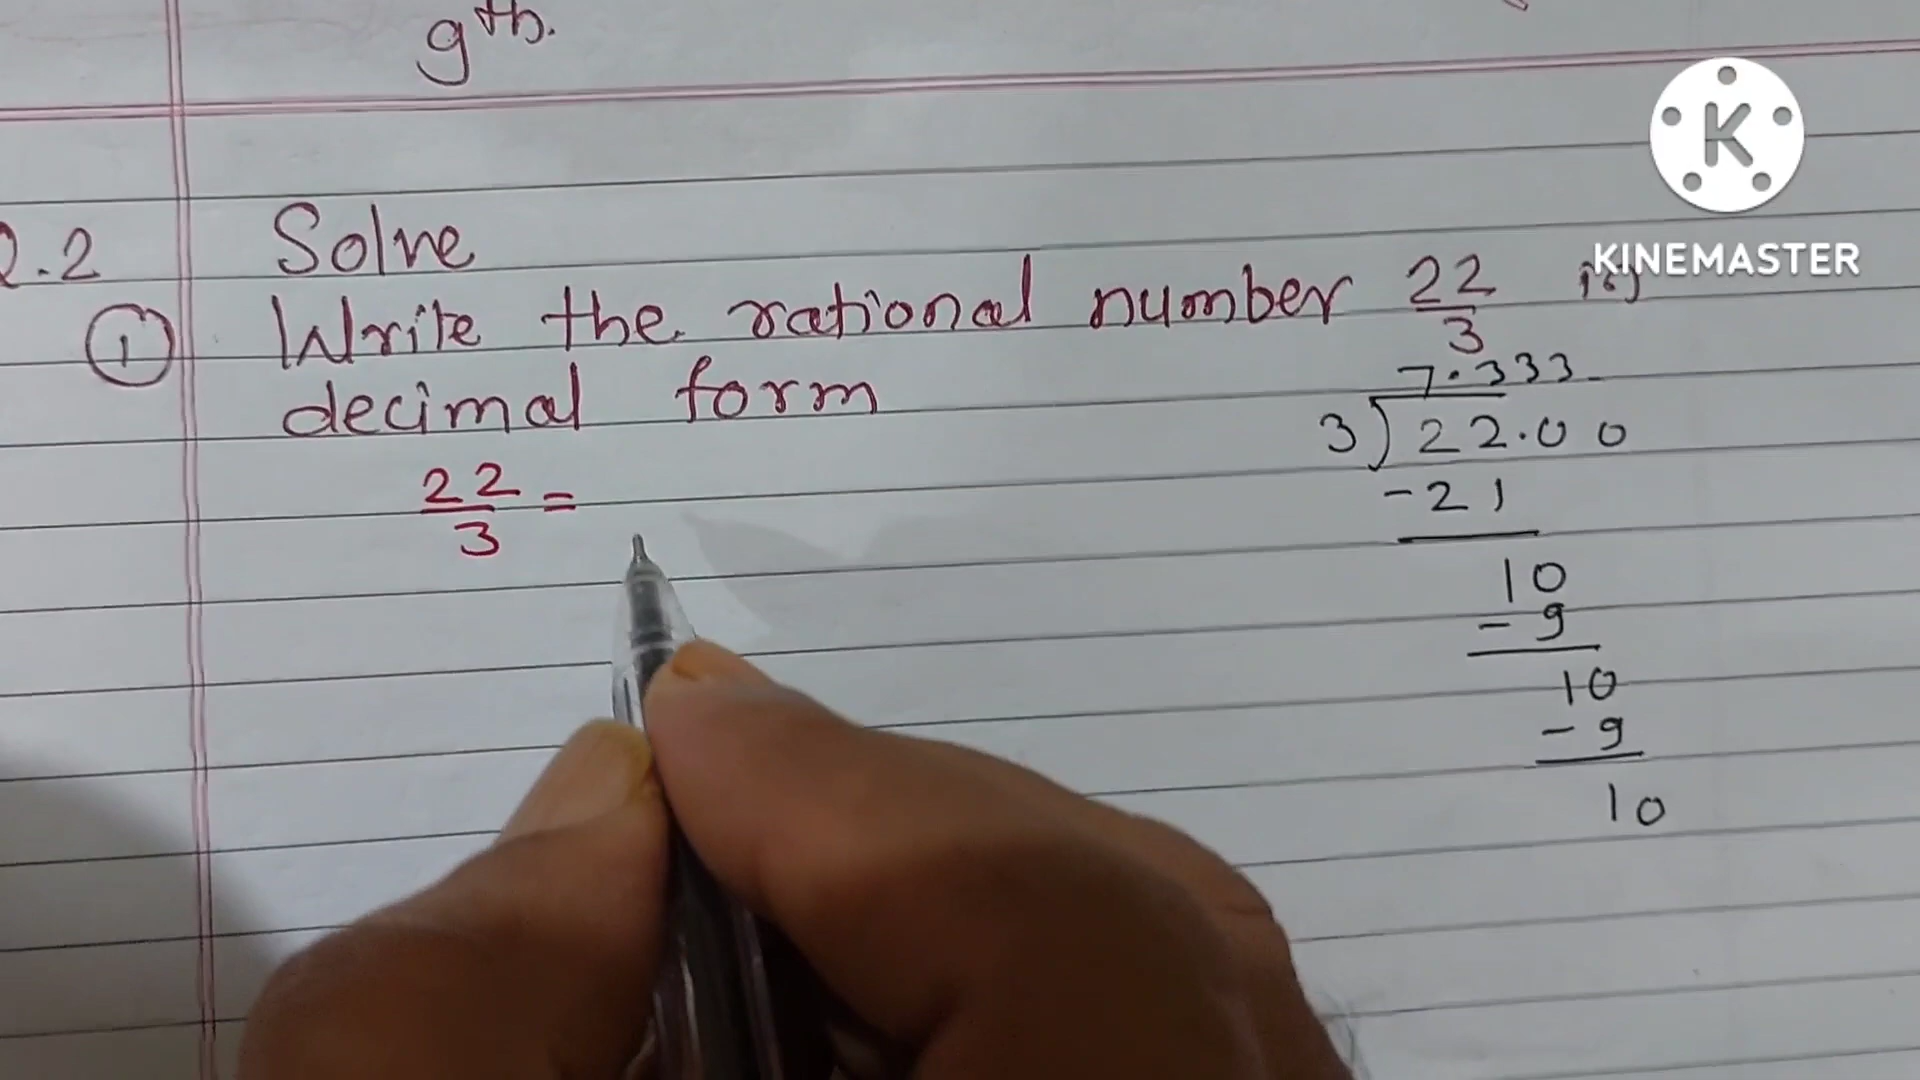 9th.
Q.2 Solve
① Write the rational number 22/3 in
decimal form
22/3 =
7.333
3)22.00
-21
10
-9
10
-9
10
KINEMASTER